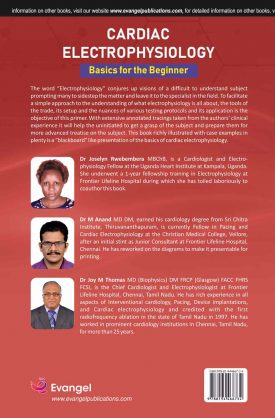 information on other books, visit our website www.evangelpublications.com, for detailed information on other books, v
CARDIAC
ELECTROPHYSIOLOGY
Basics for the Beginner
The word "Electrophysiology" conjures up visions of a difficult to understand subject
prompting many to sidestep the matter and leave it to the specialist in the field. To facilitate
a simple approach to the understanding of what electrophysiology is all about, the tools of
the trade, its setup and the nuances of various testing protocols and its application is the
objective of this primer. With extensive annotated tracings taken from the authors' clinical
experience it will help the uninitiated to get a grasp of the subject and prepare them for
more advanced treatise on the subject. This book richly illustrated with case examples in
plenty is a "blackboard" like presentation of the basics of cardiac electrophysiology.
Dr Joselyn Rwebembera MBCHB, is a Cardiologist and Electro-
physiology Fellow at the Uganda Heart Institute at Kampala, Uganda.
She underwent a 1-year fellowship training in Electrophysiology at
Frontier Lifeline Hospital during which she has toiled laboriously to
coauthor this book.
Dr M Anand MD DM, earned his cardiology degree from Sri Chitra
Institute, Thiruvananthapuram, is currently Fellow in Pacing and
Cardiac Electrophysiology at the Christian Medical College, Vellore,
after an initial stint as Junior Consultant at Frontier Lifeline Hospital,
Chennai. He has reworked on the diagrams to make it presentable for
printing.
Dr Joy M Thomas MD (Biophysics) DM FRCP (Glasgow) FACC FHRS
FCSI, is the Chief Cardiologist and Electrophysiologist at Frontier
Lifeline Hospital, Chennai, Tamil Nadu. He has rich experience in all
aspects of Interventional cardiology, Pacing, Device Implantations,
and Cardiac electrophysiology and credited with the first
radiofrequency ablation in the state of Tamil Nadu in 1997. He has
worked in prominent cardiology institutions in Chennai, Tamil Nadu,
for more than 25 years.
Evangel
www.evangelpublications.com